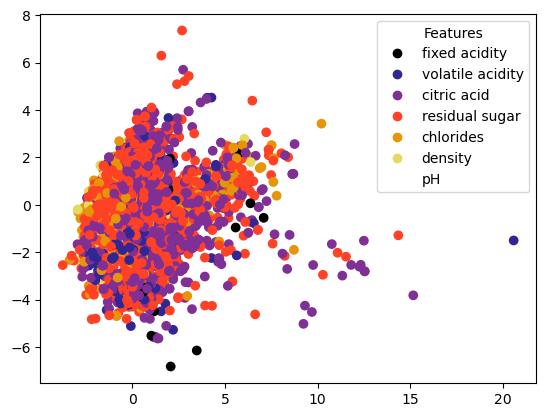 8
6
4
2
0
−2
−4
−6
0
5
10
15
20
Features
fixed acidity
volatile acidity
citric acid
residual sugar
chlorides
density
pH